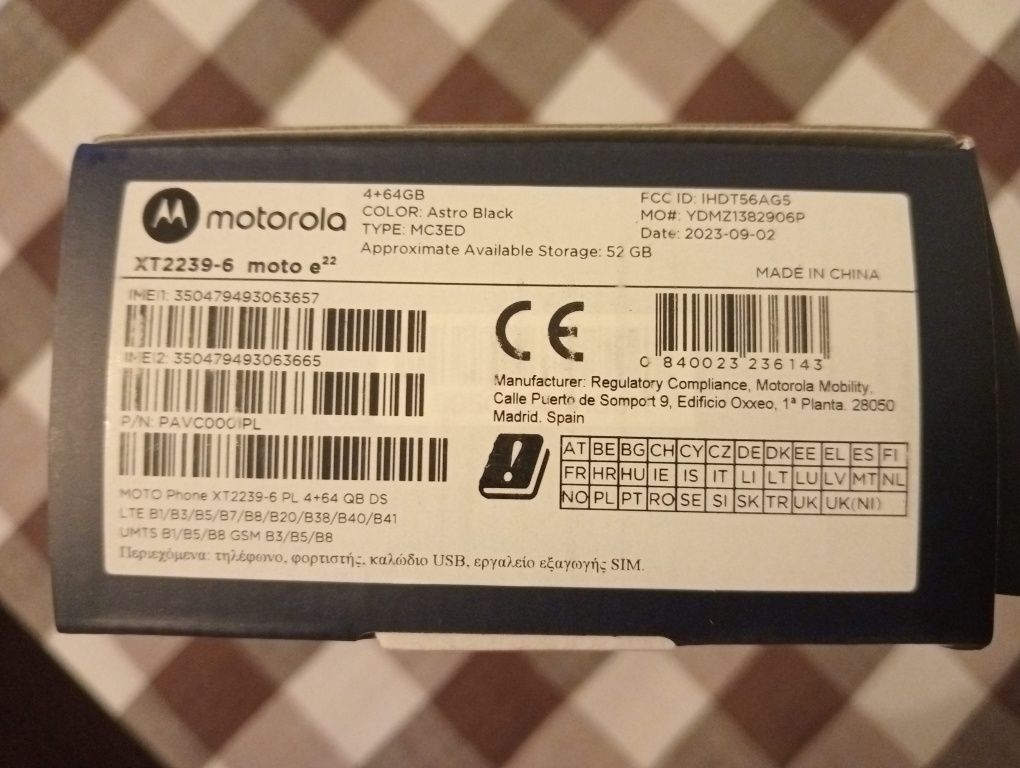 motorola
4+64GB
COLOR: Astro Black
TYPE: MC3ED
Approximate Available Storage: 52 GB
FCC ID: IHDT56AG5
MO#: YDMZ1382906P
Date: 2023-09-02
XT2239-6 moto e22
MADE IN CHINA
IMEI1: 350479493063657
IMEI2: 350479493063665
P/N: PAVC0001PL
MOTO Phone XT2239-6 PL 4+64 QB DS
LTE B1/B3/B5/B7/B8/B20/B38/B40/B41
UMTS B1/B5/B8 GSM B3/B5/B8
CE
0 840023 236143
Manufacturer: Regulatory Compliance, Motorola Mobility,
Calle Puerto de Somport 9, Edificio Oxxeo, 1ª Planta. 28050
Madrid. Spain
AT BE BG CH CY CZ DE DK EE EL ES FI
FR HR HU IE IS IT LI LT LU LV MT NL
NO PL PT RO SE SI SK TR UK UK(NI)
Περιεχόμενα: τηλέφωνο, φορτιστής, καλώδιο USB, εργαλείο εξαγωγής SIM.